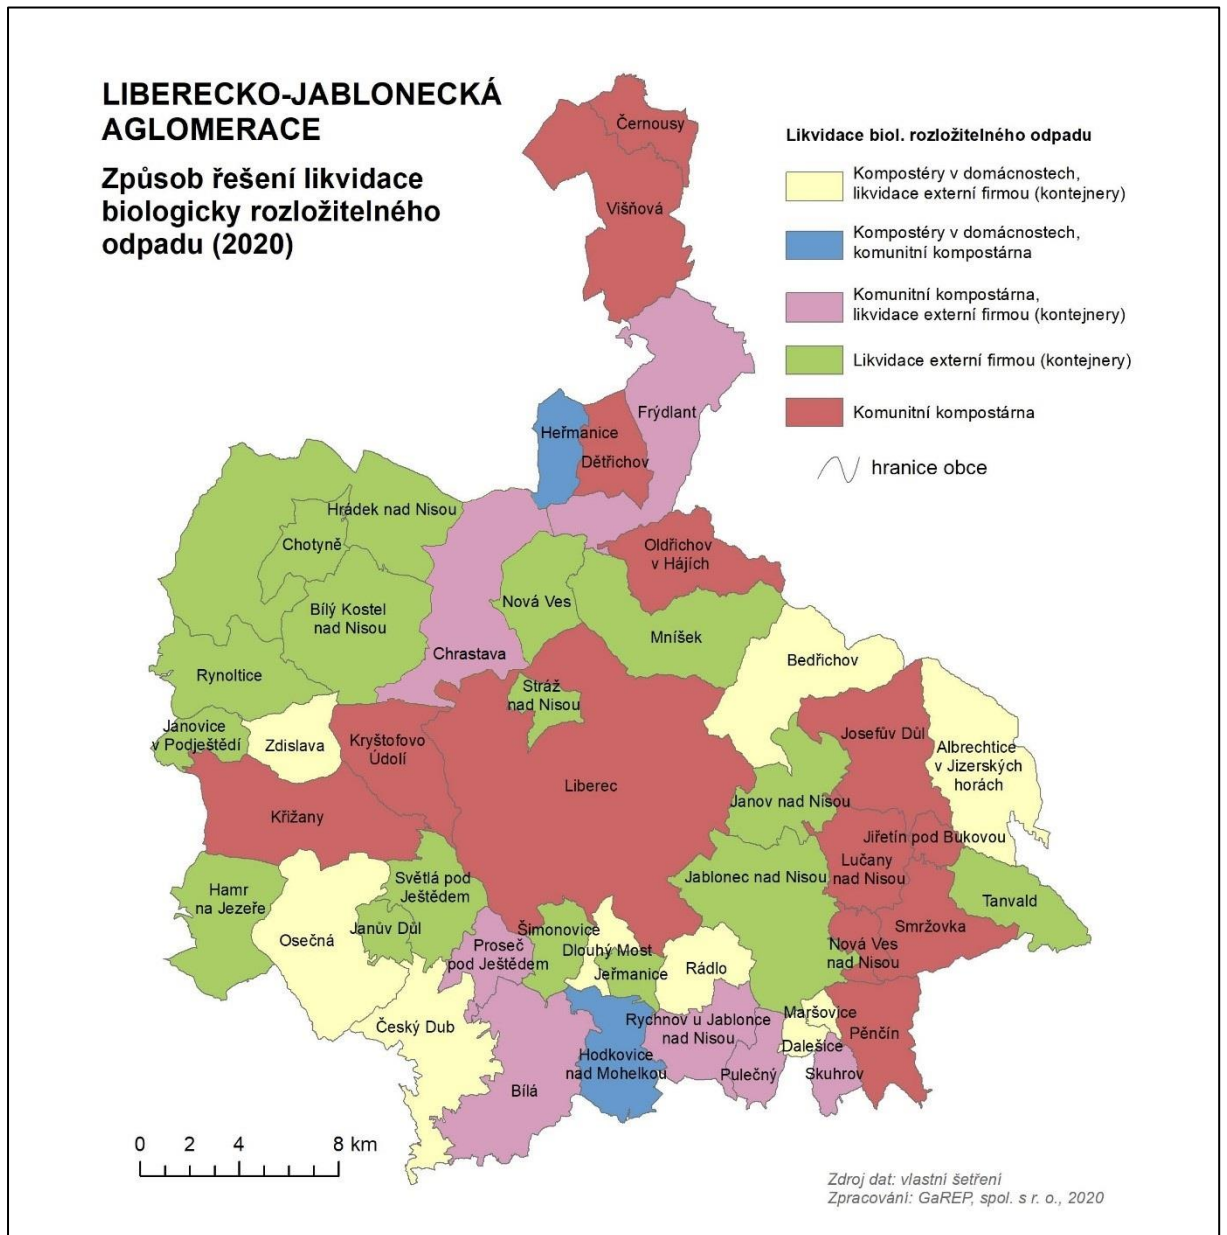 LIBERECKO-JABLONECKÁ
AGLOMERACE
Způsob řešení likvidace
biologicky rozložitelného
odpadu (2020)
Likvidace biol. rozložitelného odpadu
Kompostéry v domácnostech,
likvidace externí firmou (kontejnery)
Kompostéry v domácnostech,
komunitní kompostárna
Komunitní kompostárna,
likvidace externí firmou (kontejnery)
Likvidace externí firmou (kontejnery)
Komunitní kompostárna
hranice obce
Černousy
Višňová
Frýdlant
Heřmanice
Dětřichov
Hrádek nad Nisou
Chotyně
Oldřichov
v Hájích
Bílý Kostel
nad Nisou
Nová Ves
Mníšek
Chrastava
Bedřichov
Rynoltice
Stráž
nad Nisou
Jánovice
v Podještědí
Zdislava
Kryštofovo
Údolí
Josefův Důl
Albrechtice
v Jizerských
horách
Liberec
Janov nad Nisou
Křižany
Jiřetín pod Bukovou
Lučany
nad Nisou
Světlá pod
Ještědem
Jablonec nad Nisou
Hamr
na Jezeře
Tanvald
Janův Důl
Osečná
Šimonovice
Smržovka
Proseč
pod Ještědem
Dlouhý Most
Nová Ves
nad Nisou
Jeřmanice
Rádlo
Maršovice
Český Dub
Rychnov u Jablonce
nad Nisou
Pěnčín
Dalešice
Hodkovice
nad Mohelkou
Pulečný
Skuhrov
Bílá
0 2 4 8 km
Zdroj dat: vlastní šetření
Zpracování: GaREP, spol. s r. o., 2020